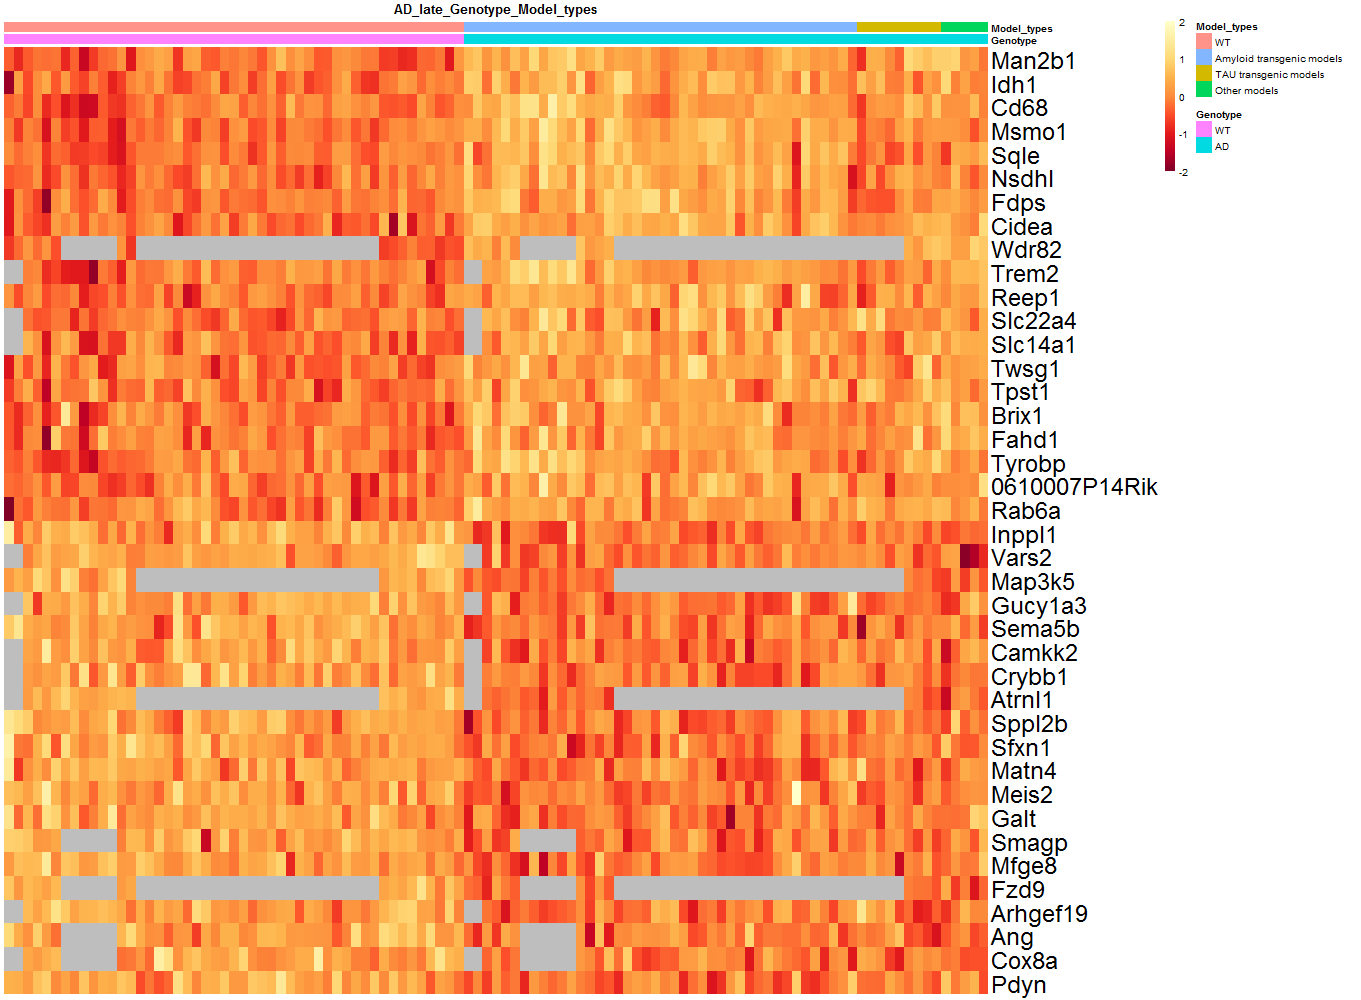 AD_late_Genotype_Model_types
Model_types
Genotype
Man2b1
Idh1
Cd68
Msmo1
Sqle
Nsdhl
Fdps
Cidea
Wdr82
Trem2
Reep1
Slc22a4
Slc14a1
Twsg1
Tpst1
Brix1
Fahd1
Tyrobp
0610007P14Rik
Rab6a
Inppl1
Vars2
Map3k5
Gucy1a3
Sema5b
Camkk2
Crybb1
Atrnl1
Sppl2b
Sfxn1
Matn4
Meis2
Galt
Smagp
Mfge8
Fzd9
Arhgef19
Ang
Cox8a
Pdyn
2
1
0
-1
-2
Model_types
WT
Amyloid transgenic models
TAU transgenic models
Other models
Genotype
WT
AD